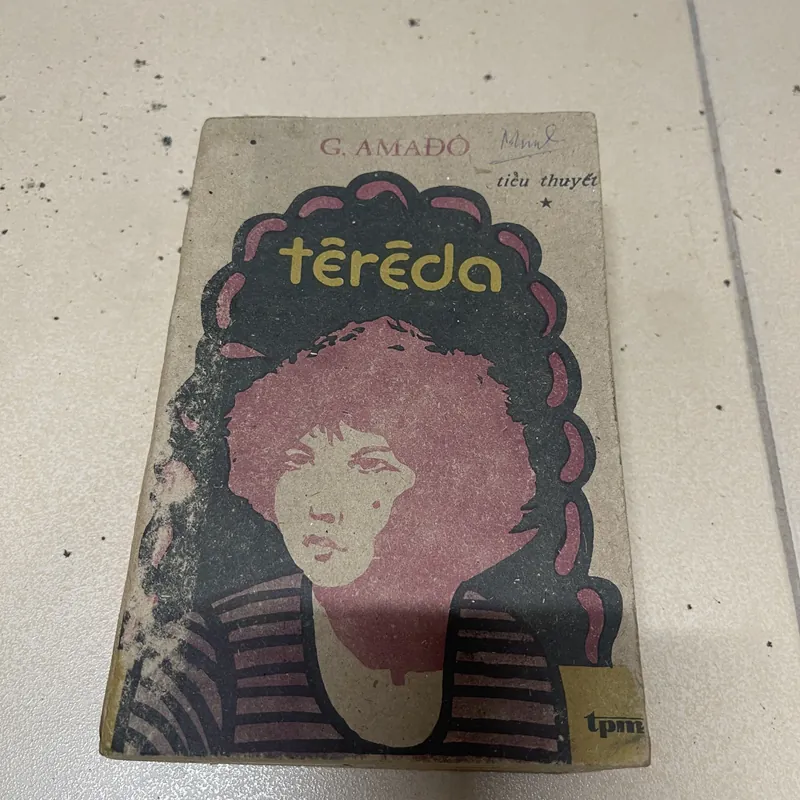 G. AMAĐÔ
tiểu thuyết
★
têrêda
tpm